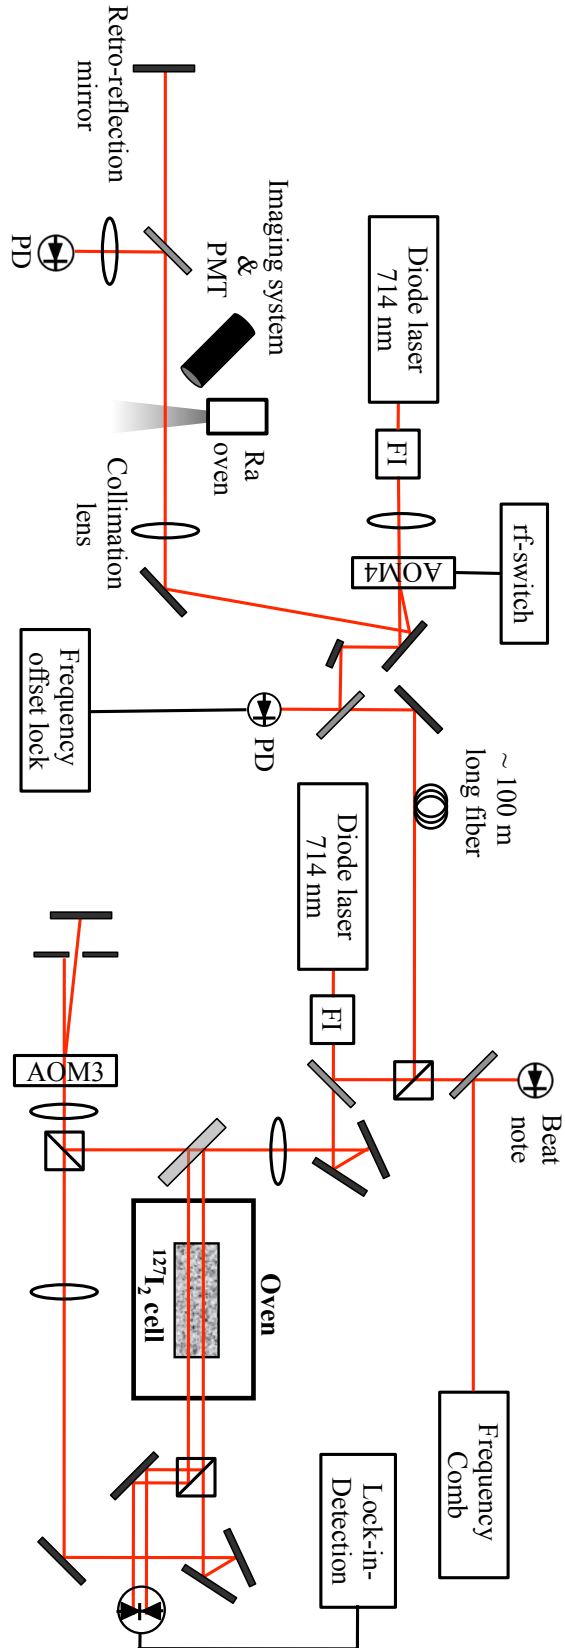 Retro-reflection
mirror
PD
Imaging system
&
PMT
Diode laser
714 nm
FI
Ra
oven
Collimation
lens
AOM4
rf-switch
Frequency
offset lock
PD
~ 100 m
long fiber
Diode laser
714 nm
FI
Beat
note
AOM3
Oven
¹²⁷I₂ cell
Frequency
Comb
Lock-in-
Detection